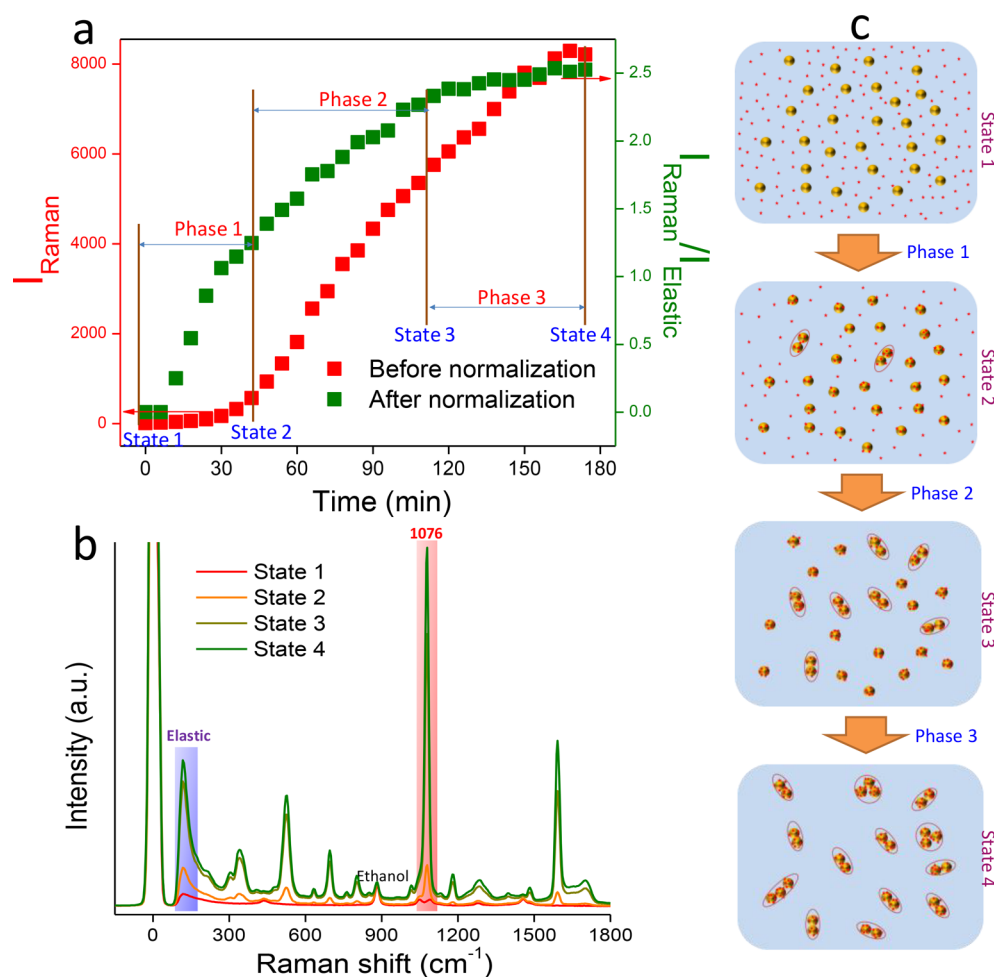 a
I Raman
8000
6000
4000
2000
0
2.5
2.0
1.5
1.0
0.5
0.0
I Raman / I Elastic
Phase 2
Phase 1
Phase 3
State 3
State 4
Before normalization
After normalization
State 1
State 2
0 30 60 90 120 150 180
Time (min)
b
1076
State 1
State 2
State 3
State 4
Elastic
Ethanol
Intensity (a.u.)
0 300 600 900 1200 1500 1800
Raman shift (cm-1)
c
State 1
Phase 1
State 2
Phase 2
State 3
Phase 3
State 4